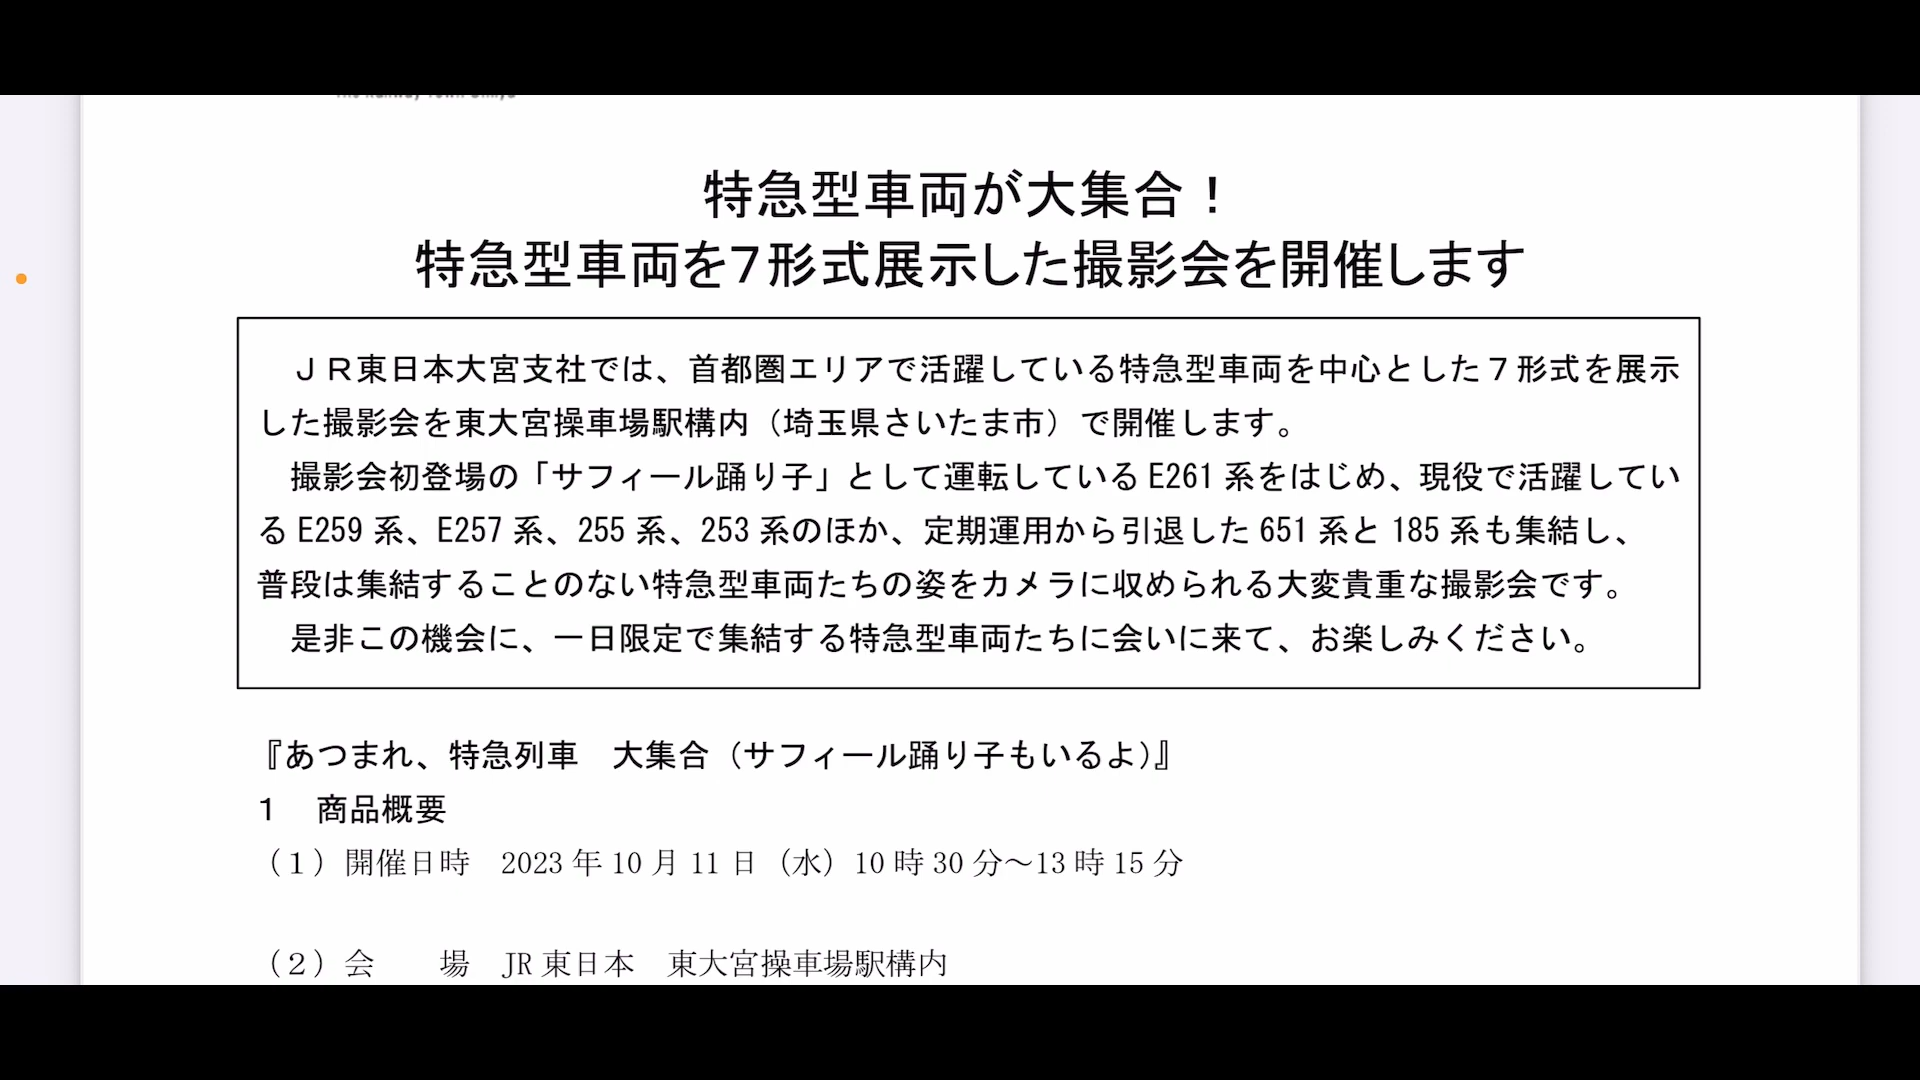 特急型車両が大集合！
特急型車両を７形式展示した撮影会を開催します
ＪＲ東日本大宮支社では、首都圏エリアで活躍している特急型車両を中心とした７形式を展示
した撮影会を東大宮操車場駅構内（埼玉県さいたま市）で開催します。
撮影会初登場の「サフィール踊り子」として運転している E261 系をはじめ、現役で活躍してい
る E259 系、E257 系、255 系、253 系のほか、定期運用から引退した 651 系と 185 系も集結し、
普段は集結することのない特急型車両たちの姿をカメラに収められる大変貴重な撮影会です。
是非この機会に、一日限定で集結する特急型車両たちに会いに来て、お楽しみください。
『あつまれ、特急列車　大集合（サフィール踊り子もいるよ）』
１　商品概要
（１）開催日時　2023 年 10 月 11 日（水）10 時 30 分～13 時 15 分
（２）会　　場　JR 東日本　東大宮操車場駅構内